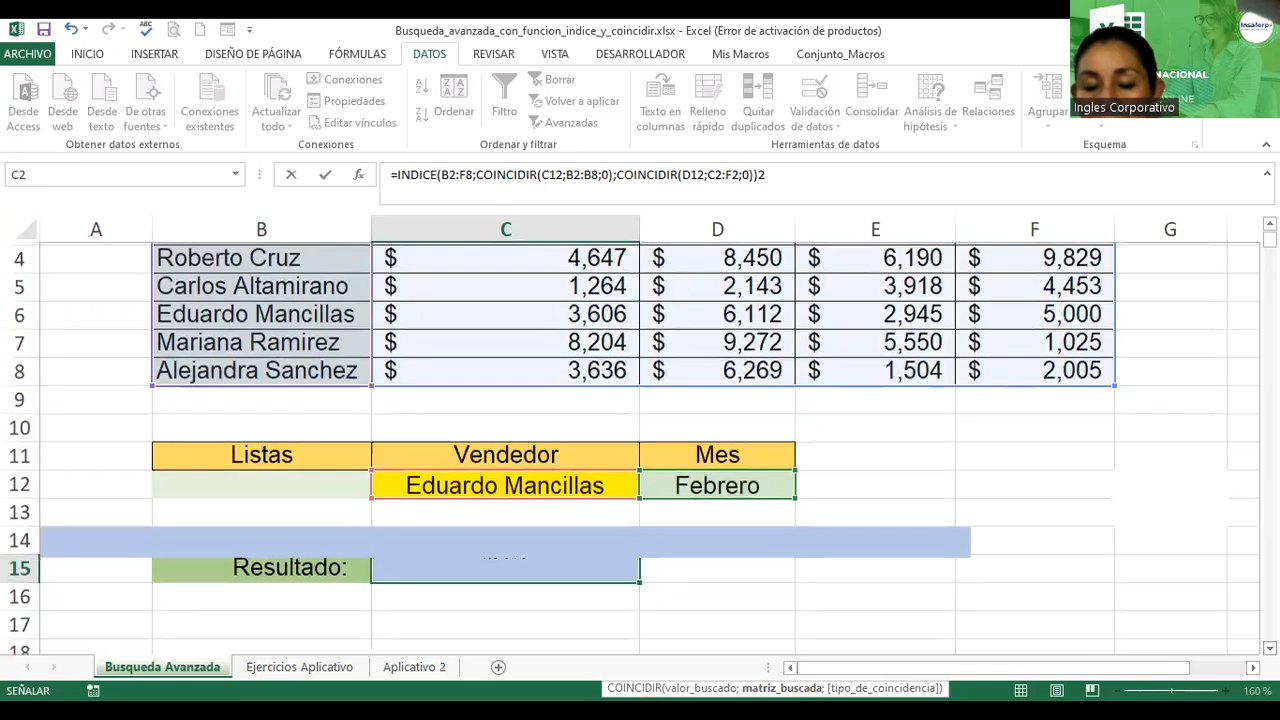 Busqueda_avanzada_con_funcion_indice_y_coincidir.xlsx - Excel (Error de activación de productos)
ARCHIVO INICIO INSERTAR DISEÑO DE PÁGINA FÓRMULAS DATOS REVISAR VISTA DESARROLLADOR Mis Macros Conjunto_Macros
NACIONAL
Insaforp
INE
Ingles Corporativo
Desde Access
Desde web
Desde texto
De otras fuentes
Conexiones existentes
Obtener datos externos
Actualizar todo
Conexiones
Propiedades
Editar vínculos
Conexiones
Ordenar
Filtro
Borrar
Volver a aplicar
Avanzadas
Ordenar y filtrar
Texto en columnas
Relleno rápido
Quitar duplicados
Validación de datos
Consolidar
Análisis de hipótesis
Relaciones
Herramientas de datos
Agrupar
Esquema
C2 fx =INDICE(B2:F8;COINCIDIR(C12;B2:B8;0);COINCIDIR(D12;C2:F2;0))2
A B C D E F G
4 Roberto Cruz $ 4,647 $ 8,450 $ 6,190 $ 9,829
5 Carlos Altamirano $ 1,264 $ 2,143 $ 3,918 $ 4,453
6 Eduardo Mancillas $ 3,606 $ 6,112 $ 2,945 $ 5,000
7 Mariana Ramirez $ 8,204 $ 9,272 $ 5,550 $ 1,025
8 Alejandra Sanchez $ 3,636 $ 6,269 $ 1,504 $ 2,005
9
10
11 Listas Vendedor Mes
12 Eduardo Mancillas Febrero
13
14
15 Resultado:
16
17
18
Busqueda Avanzada Ejercicios Aplicativo Aplicativo 2
SEÑALAR COINCIDIR(valor_buscado; matriz_buscada; [tipo_de_coincidencia]) 160 %